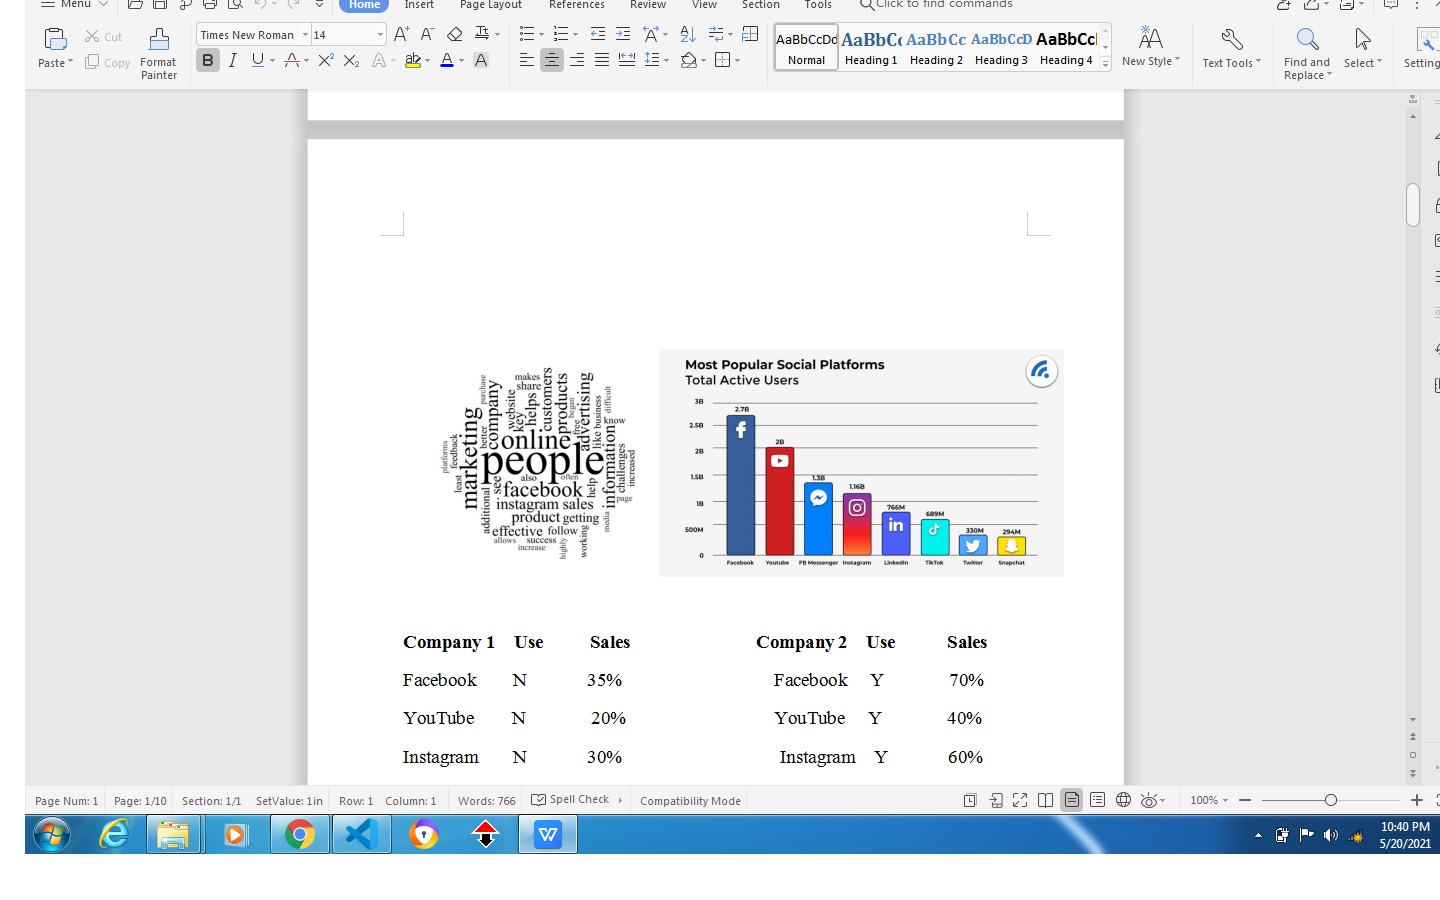 Menu Home Insert Page Layout References Review View Section Tools Click to find commands
Paste Cut Copy Format Painter
Times New Roman 14
B I U A X² X₂ A ab A A
AaBbCcDd AaBbCc AaBbCc AaBbCcD AaBbCc
Normal Heading 1 Heading 2 Heading 3 Heading 4
New Style Text Tools Find and Replace Select Setting
makes
share
purchase
company
website
key
helps
customers
products
began
free
advertising
like business
difficult
know
marketing
platforms
feedback
better
online
people
information
challenges
increased
least
see
also
often
facebook
help
page
additional
instagram sales
product getting
media
effective follow
allows success
increase
highly
working
Most Popular Social Platforms
Total Active Users
3B
2.5B
2B
1.5B
1B
500M
0
2.7B
2B
1.3B
1.16B
766M
689M
330M
294M
in
Facebook Youtube FB Messenger Instagram LinkedIn TikTok Twitter Snapchat
Company 1 Use Sales Company 2 Use Sales
Facebook N 35% Facebook Y 70%
YouTube N 20% YouTube Y 40%
Instagram N 30% Instagram Y 60%
Page Num: 1 Page: 1/10 Section: 1/1 SetValue: 1in Row: 1 Column: 1 Words: 766 Spell Check Compatibility Mode 100%
10:40 PM
5/20/2021